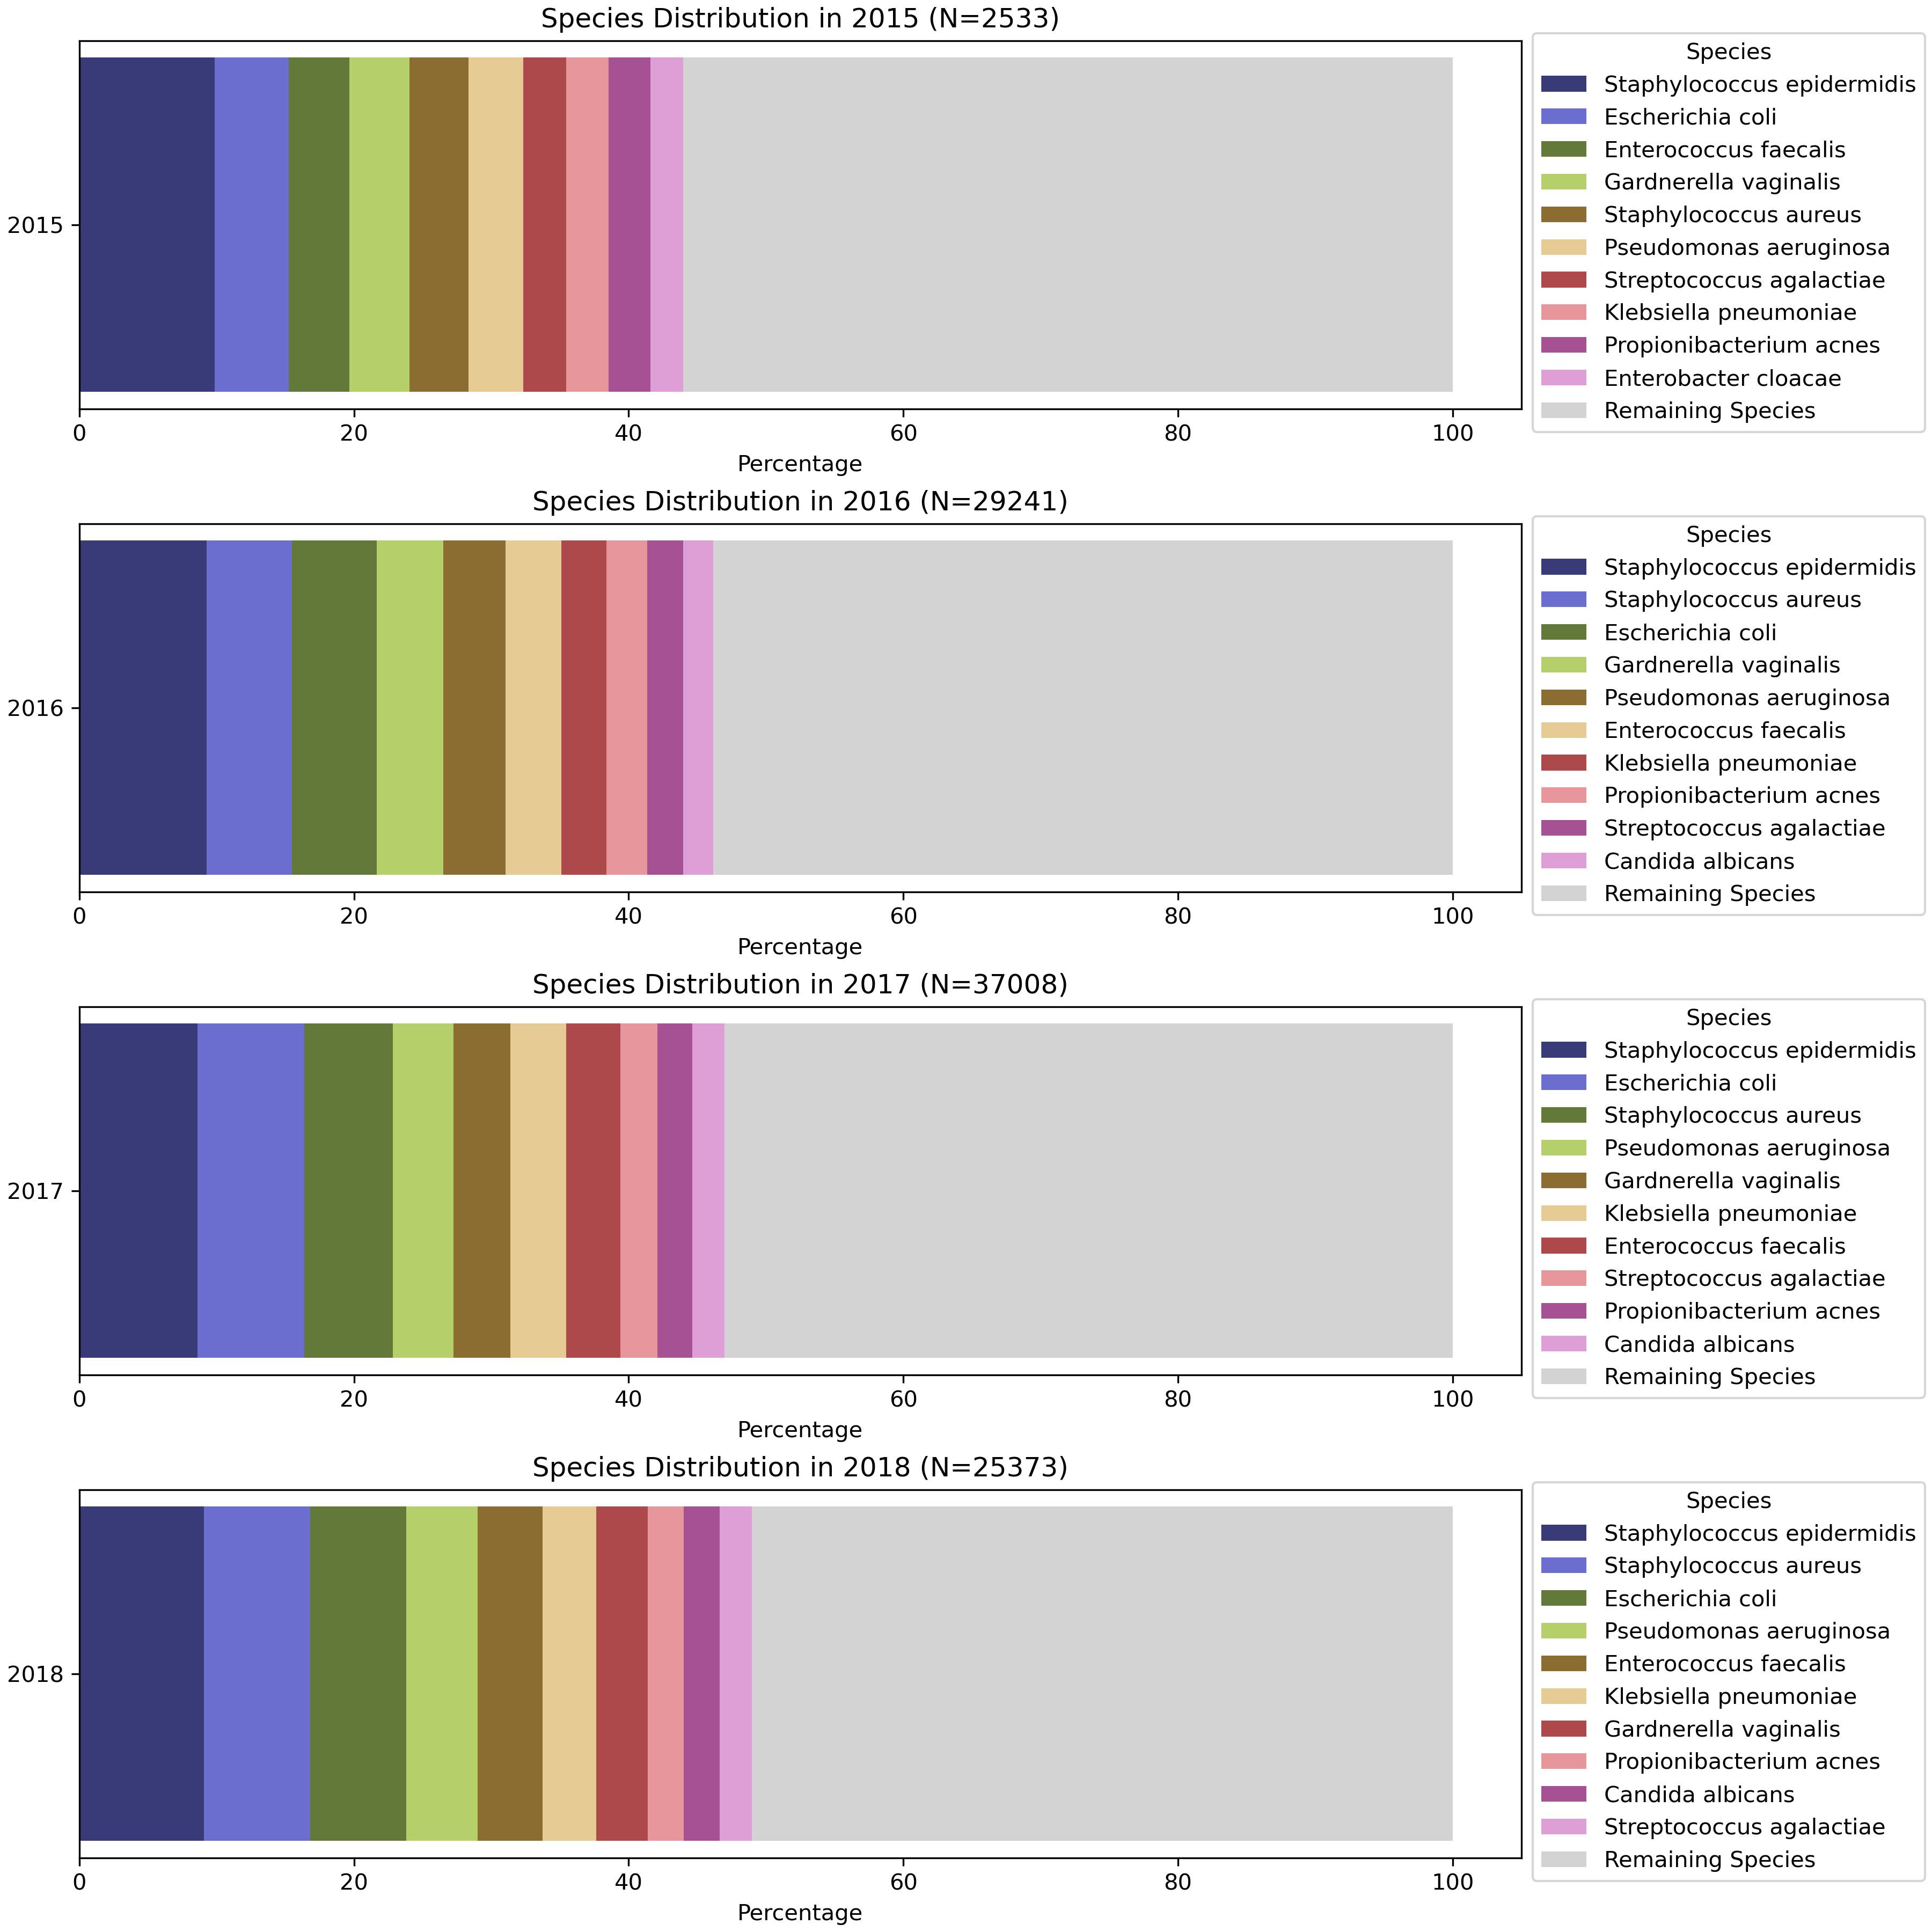 Species Distribution in 2015 (N=2533)
2015
0 20 40 60 80 100
Percentage
Species
Staphylococcus epidermidis
Escherichia coli
Enterococcus faecalis
Gardnerella vaginalis
Staphylococcus aureus
Pseudomonas aeruginosa
Streptococcus agalactiae
Klebsiella pneumoniae
Propionibacterium acnes
Enterobacter cloacae
Remaining Species
Species Distribution in 2016 (N=29241)
2016
0 20 40 60 80 100
Percentage
Species
Staphylococcus epidermidis
Staphylococcus aureus
Escherichia coli
Gardnerella vaginalis
Pseudomonas aeruginosa
Enterococcus faecalis
Klebsiella pneumoniae
Propionibacterium acnes
Streptococcus agalactiae
Candida albicans
Remaining Species
Species Distribution in 2017 (N=37008)
2017
0 20 40 60 80 100
Percentage
Species
Staphylococcus epidermidis
Escherichia coli
Staphylococcus aureus
Pseudomonas aeruginosa
Gardnerella vaginalis
Klebsiella pneumoniae
Enterococcus faecalis
Streptococcus agalactiae
Propionibacterium acnes
Candida albicans
Remaining Species
Species Distribution in 2018 (N=25373)
2018
0 20 40 60 80 100
Percentage
Species
Staphylococcus epidermidis
Staphylococcus aureus
Escherichia coli
Pseudomonas aeruginosa
Enterococcus faecalis
Klebsiella pneumoniae
Gardnerella vaginalis
Propionibacterium acnes
Candida albicans
Streptococcus agalactiae
Remaining Species